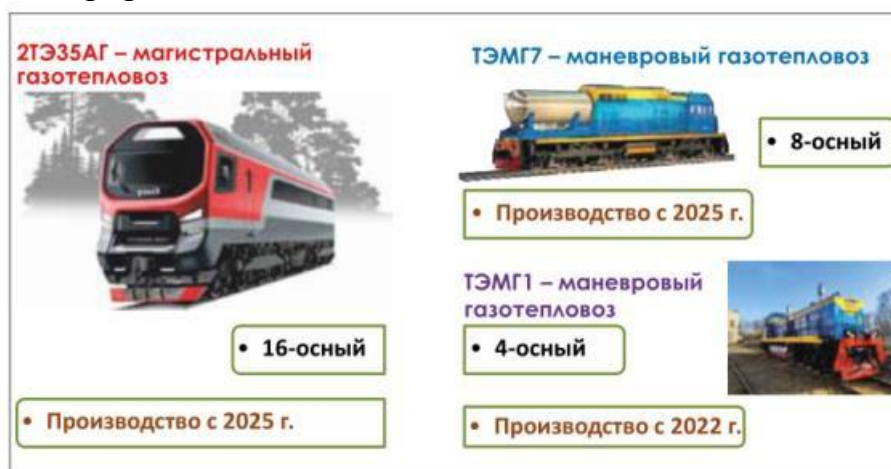 2ТЭ35АГ – магистральный
газотепловоз
• 16-осный
• Производство с 2025 г.
ТЭМГ7 – маневровый газотепловоз
• 8-осный
• Производство с 2025 г.
ТЭМГ1 – маневровый
газотепловоз
• 4-осный
• Производство с 2022 г.